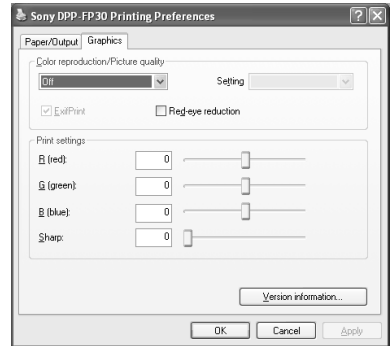 Sony DPP-FP30 Printing Preferences
Paper/Output Graphics
Color reproduction/Picture quality
Off Setting
ExifPrint Red-eye reduction
Print settings
R (red): 0
G (green): 0
B (blue): 0
Sharp: 0
Version information...
OK Cancel Apply